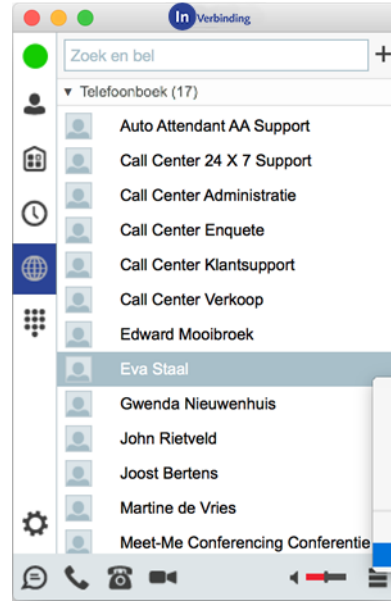 In Verbinding
Zoek en bel
Telefoonboek (17)
Auto Attendant AA Support
Call Center 24 X 7 Support
Call Center Administratie
Call Center Enquete
Call Center Klantsupport
Call Center Verkoop
Edward Mooibroek
Eva Staal
Gwenda Nieuwenhuis
John Rietveld
Joost Bertens
Martine de Vries
Meet-Me Conferencing Conferentie